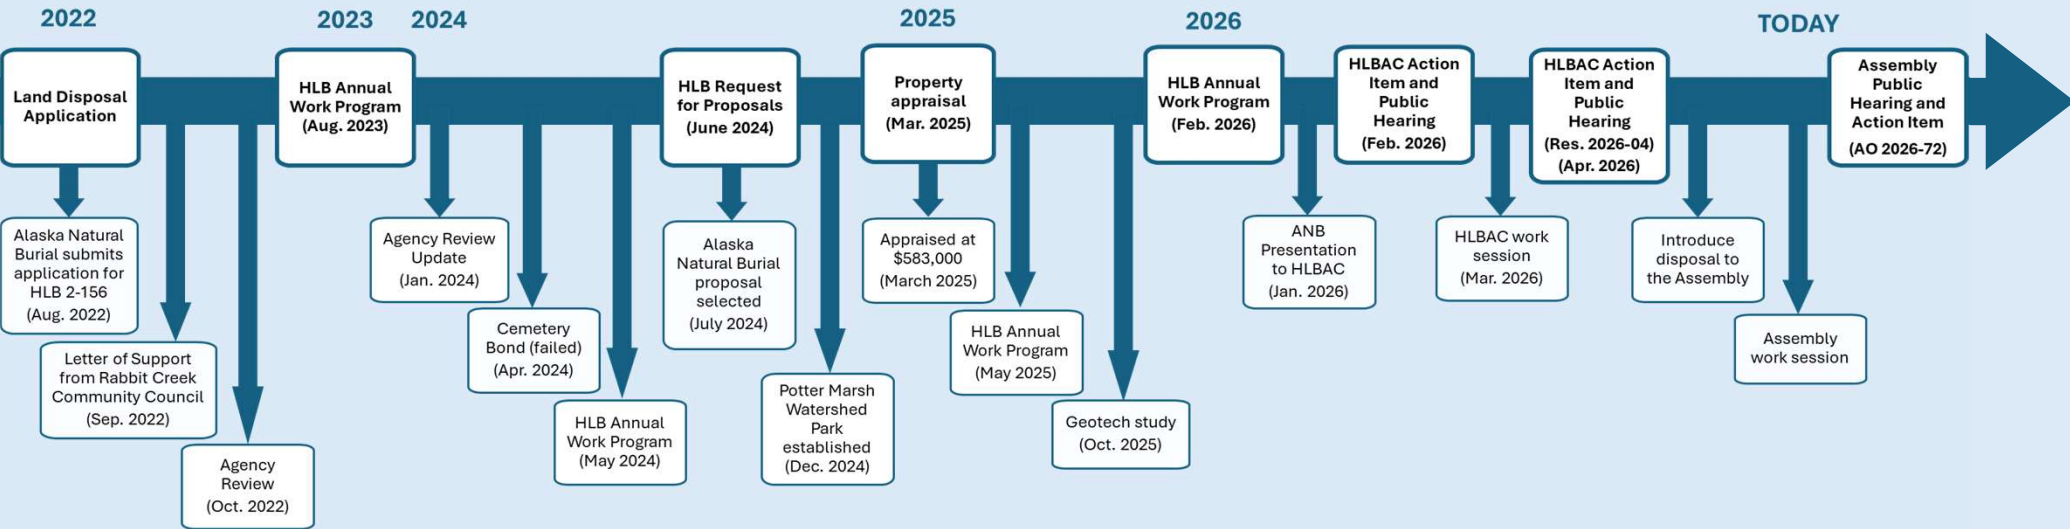 2022
2023
2024
2025
2026
TODAY
Land Disposal
Application
HLB Annual
Work Program
(Aug. 2023)
HLB Request
for Proposals
(June 2024)
Property
appraisal
(Mar. 2025)
HLB Annual
Work Program
(Feb. 2026)
HLBAC Action
Item and
Public
Hearing
(Feb. 2026)
HLBAC Action
Item and
Public
Hearing
(Res. 2026-04)
(Apr. 2026)
Assembly
Public
Hearing and
Action Item
(AO 2026-72)
Alaska Natural
Burial submits
application for
HLB 2-156
(Aug. 2022)
Letter of Support
from Rabbit Creek
Community Council
(Sep. 2022)
Agency
Review
(Oct. 2022)
Agency Review
Update
(Jan. 2024)
Cemetery
Bond (failed)
(Apr. 2024)
HLB Annual
Work Program
(May 2024)
Alaska
Natural Burial
proposal
selected
(July 2024)
Potter Marsh
Watershed
Park
established
(Dec. 2024)
Appraised at
$583,000
(March 2025)
HLB Annual
Work Program
(May 2025)
Geotech study
(Oct. 2025)
ANB
Presentation
to HLBAC
(Jan. 2026)
HLBAC work
session
(Mar. 2026)
Introduce
disposal to
the Assembly
Assembly
work session